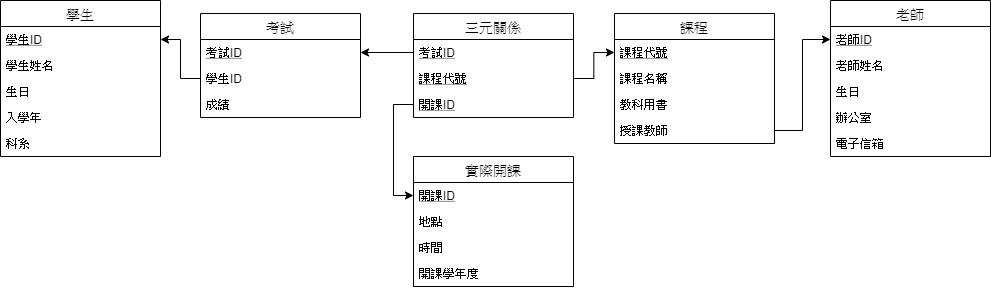 學生
學生ID
學生姓名
生日
入學年
科系
考試
考試ID
學生ID
成績
三元關係
考試ID
課程代號
開課ID
課程
課程代號
課程名稱
教科用書
授課教師
老師
老師ID
老師姓名
生日
辦公室
電子信箱
實際開課
開課ID
地點
時間
開課學年度